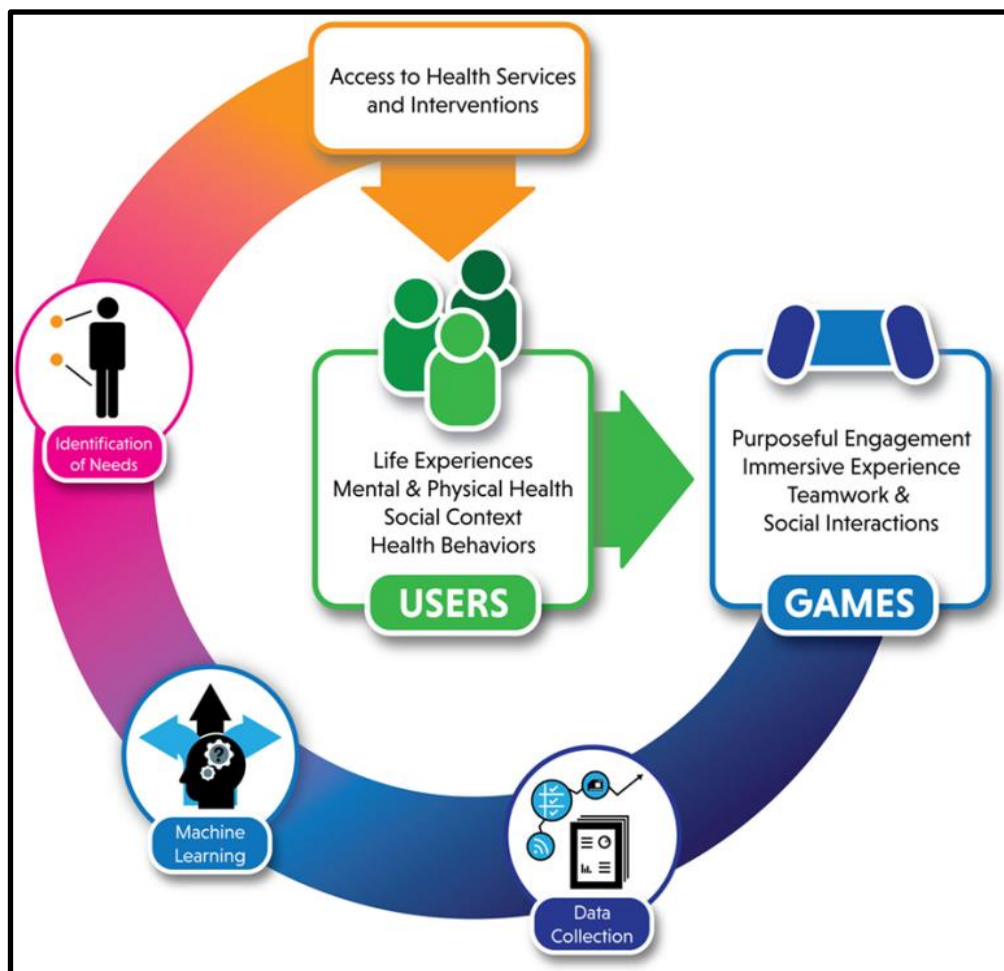 Access to Health Services
and Interventions
Identification
of Needs
Life Experiences
Mental & Physical Health
Social Context
Health Behaviors
USERS
Purposeful Engagement
Immersive Experience
Teamwork &
Social Interactions
GAMES
Machine
Learning
?
Data
Collection